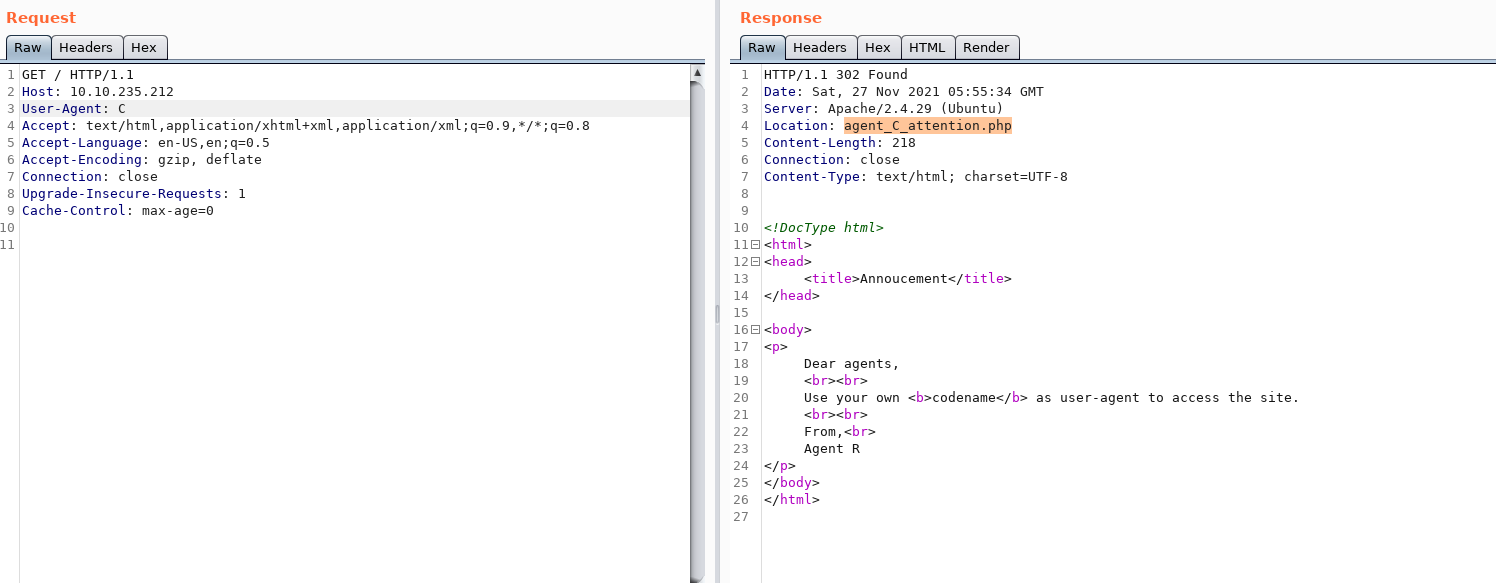 Request
Raw Headers Hex
1 GET / HTTP/1.1
2 Host: 10.10.235.212
3 User-Agent: C
4 Accept: text/html,application/xhtml+xml,application/xml;q=0.9,*/*;q=0.8
5 Accept-Language: en-US,en;q=0.5
6 Accept-Encoding: gzip, deflate
7 Connection: close
8 Upgrade-Insecure-Requests: 1
9 Cache-Control: max-age=0
10
11
Response
Raw Headers Hex HTML Render
1 HTTP/1.1 302 Found
2 Date: Sat, 27 Nov 2021 05:55:34 GMT
3 Server: Apache/2.4.29 (Ubuntu)
4 Location: agent_C_attention.php
5 Content-Length: 218
6 Connection: close
7 Content-Type: text/html; charset=UTF-8
8
9
10 <!DocType html>
11 <html>
12 <head>
13 <title>Annoucement</title>
14 </head>
15
16 <body>
17 <p>
18 Dear agents,
19 <br><br>
20 Use your own <b>codename</b> as user-agent to access the site.
21 <br><br>
22 From,<br>
23 Agent R
24 </p>
25 </body>
26 </html>
27